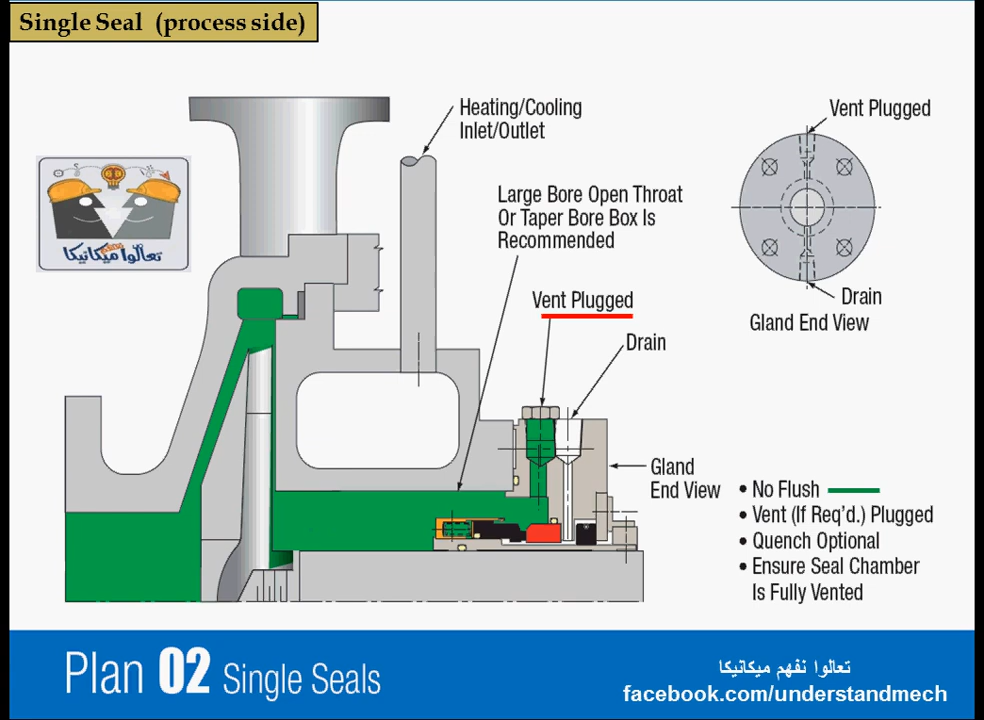 Single Seal (process side)
Heating/Cooling
Inlet/Outlet
Vent Plugged
Large Bore Open Throat
Or Taper Bore Box Is
Recommended
تعالوا نفهم ميكانيكا
Vent Plugged
Drain
Drain
Gland End View
Gland
End View
• No Flush
• Vent (If Req’d.) Plugged
• Quench Optional
• Ensure Seal Chamber
Is Fully Vented
Plan 02 Single Seals
تعالوا نفهم ميكانيكا
facebook.com/understandmech